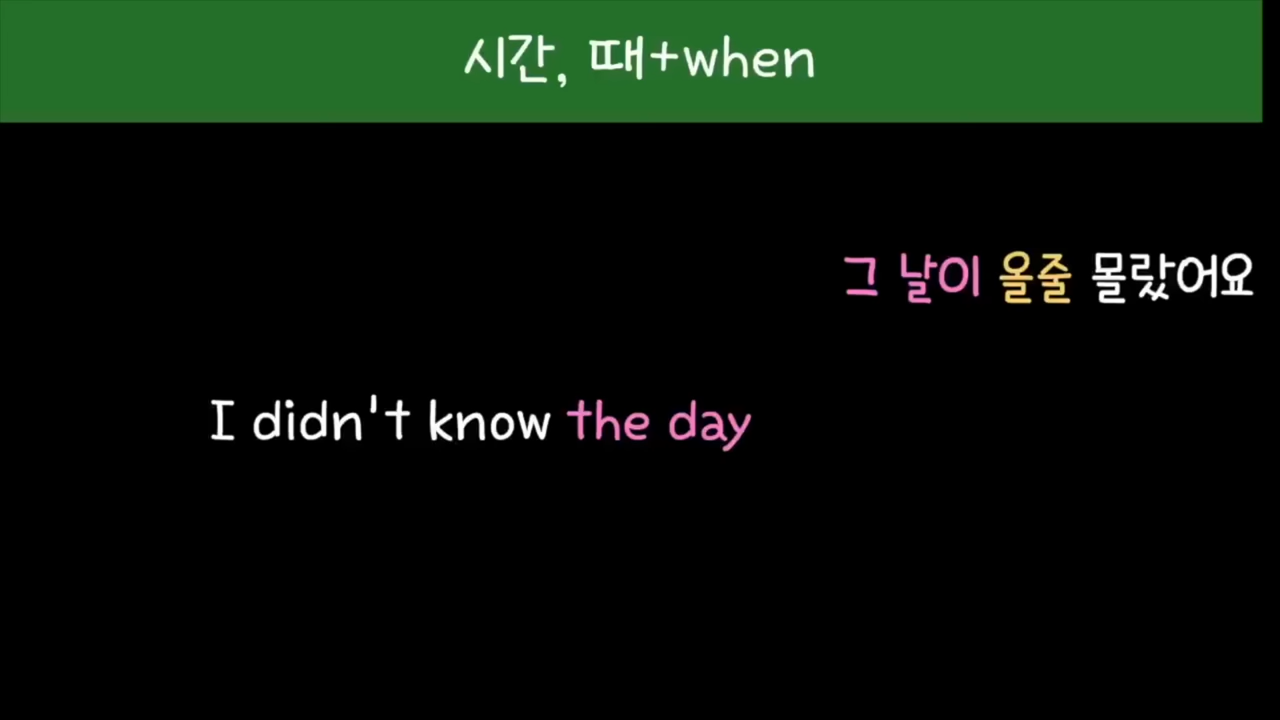 시간, 때+when
그 날이 올줄 몰랐어요
I didn't know the day